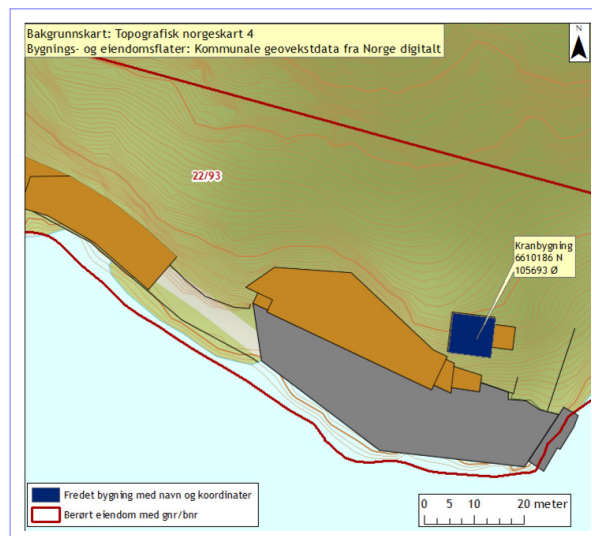 Bakgrunnskart: Topografisk norgeskart 4
Bygnings- og eiendomsflater: Kommunale geovekstdata fra Norge digitalt
N
22/93
Kranbygning
6610186 N
105693 Ø
Fredet bygning med navn og koordinater
Berørt eiendom med gnr/bnr
0 5 10 20 meter